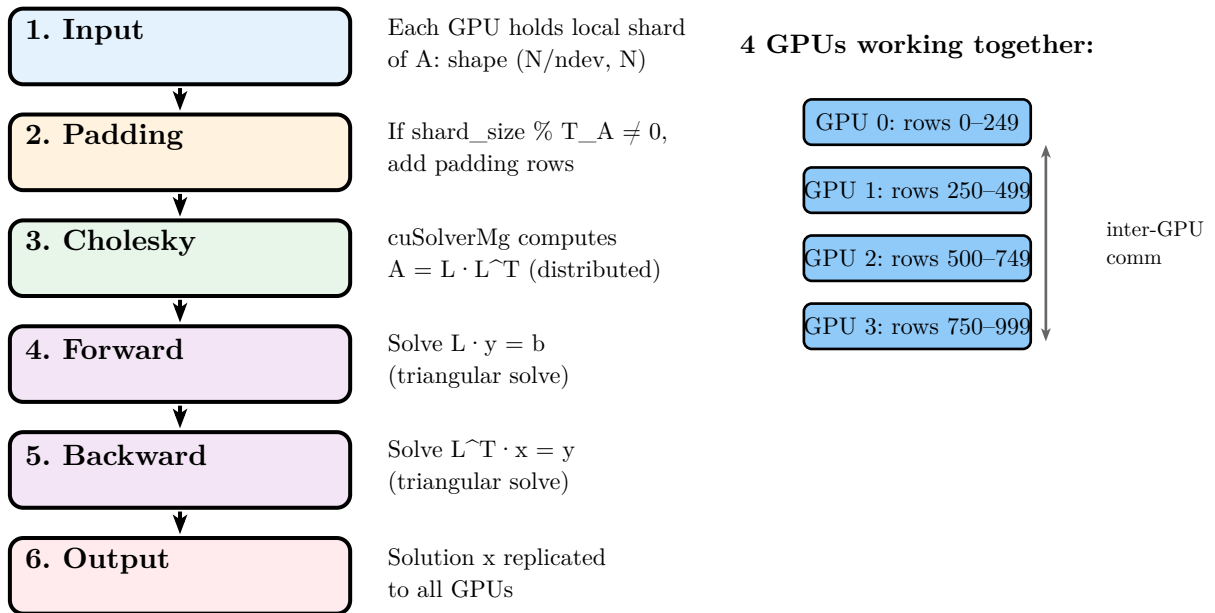 1. Input
Each GPU holds local shard
of A: shape (N/ndev, N)
2. Padding
If shard_size % T_A ≠ 0,
add padding rows
3. Cholesky
cuSolverMg computes
A = L · L^T (distributed)
4. Forward
Solve L · y = b
(triangular solve)
5. Backward
Solve L^T · x = y
(triangular solve)
6. Output
Solution x replicated
to all GPUs
4 GPUs working together:
GPU 0: rows 0–249
GPU 1: rows 250–499
GPU 2: rows 500–749
GPU 3: rows 750–999
inter-GPU
comm